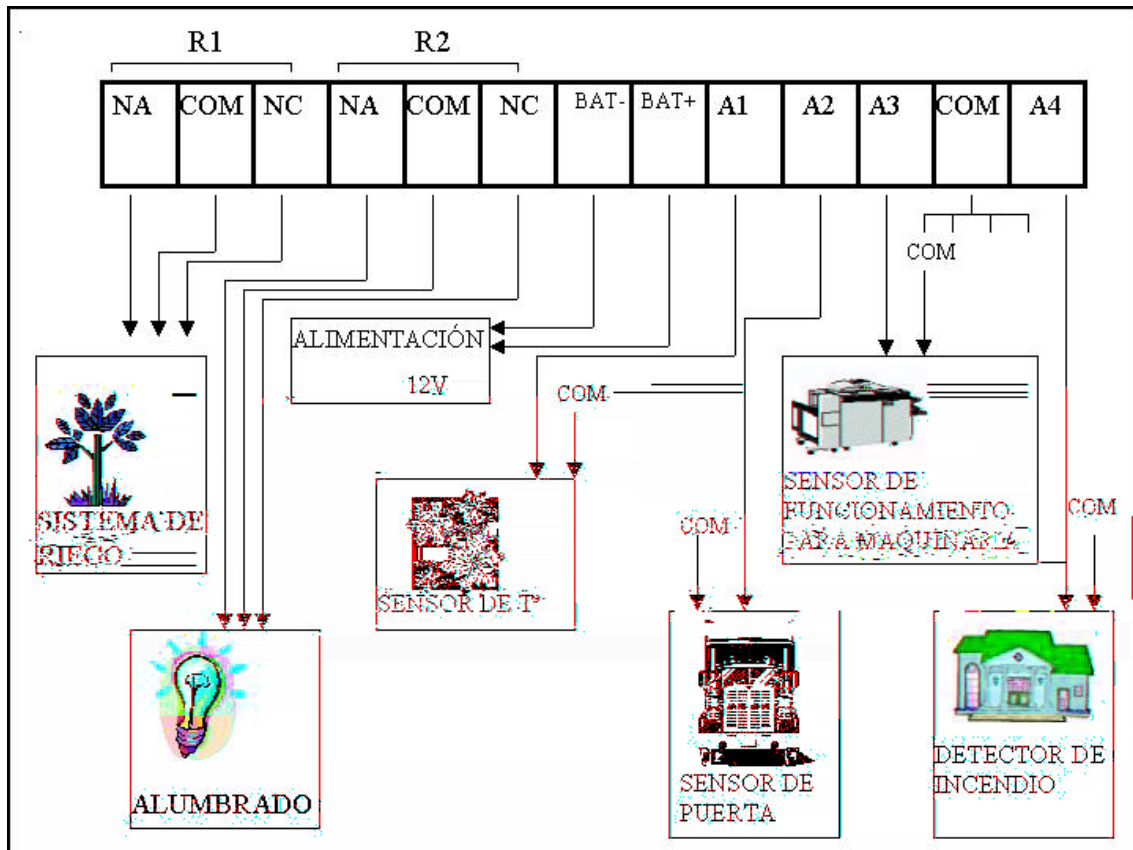 R1 R2
NA COM NC NA COM NC BAT- BAT+ A1 A2 A3 COM A4
COM
ALIMENTACIÓN
12V
COM
SISTEMA DE
RIEGO
SENSOR DE Tª
SENSOR DE
FUNCIONAMIENTO
PARA MAQUINARIA
COM
COM
ALUMBRADO
SENSOR DE
PUERTA
DETECTOR DE
INCENDIO